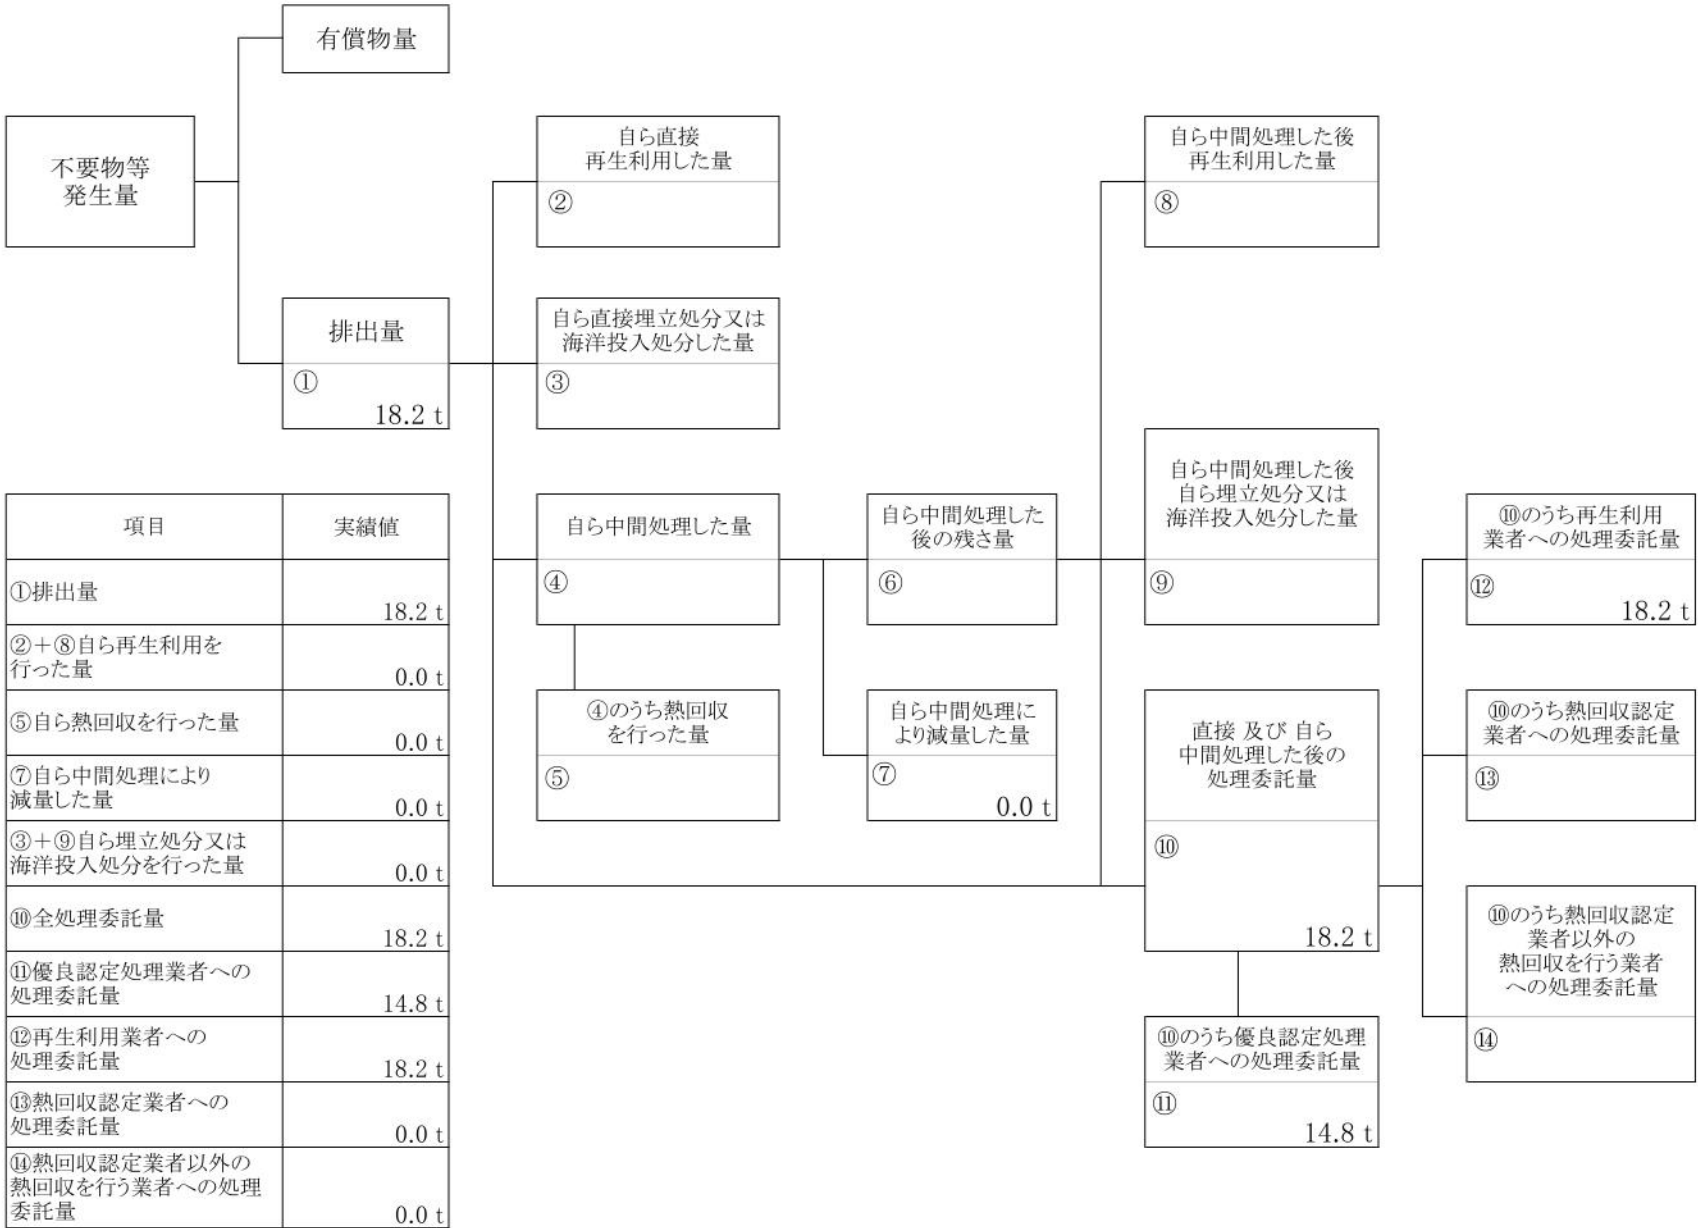 有償物量
不要物等
発生量
自ら直接
再生利用した量
②
自ら中間処理した後
再生利用した量
⑧
排出量
①
18.2 t
自ら直接埋立処分又は
海洋投入処分した量
③
自ら中間処理した量
④
自ら中間処理した
後の残さ量
⑥
自ら中間処理した後
自ら埋立処分又は
海洋投入処分した量
⑨
⑩のうち再生利用
業者への処理委託量
⑫
18.2 t
④のうち熱回収
を行った量
⑤
自ら中間処理に
より減量した量
⑦
0.0 t
直接 及び 自ら
中間処理した後の
処理委託量
⑩
18.2 t
⑩のうち熱回収認定
業者への処理委託量
⑬
⑩のうち熱回収認定
業者以外の
熱回収を行う業者
への処理委託量
⑭
⑩のうち優良認定処理
業者への処理委託量
⑪
14.8 t
項目
実績値
①排出量
18.2 t
②＋⑧自ら再生利用を
行った量
0.0 t
⑤自ら熱回収を行った量
0.0 t
⑦自ら中間処理により
減量した量
0.0 t
③＋⑨自ら埋立処分又は
海洋投入処分を行った量
0.0 t
⑩全処理委託量
18.2 t
⑪優良認定処理業者への
処理委託量
14.8 t
⑫再生利用業者への
処理委託量
18.2 t
⑬熱回収認定業者への
処理委託量
0.0 t
⑭熱回収認定業者以外の
熱回収を行う業者への処理
委託量
0.0 t